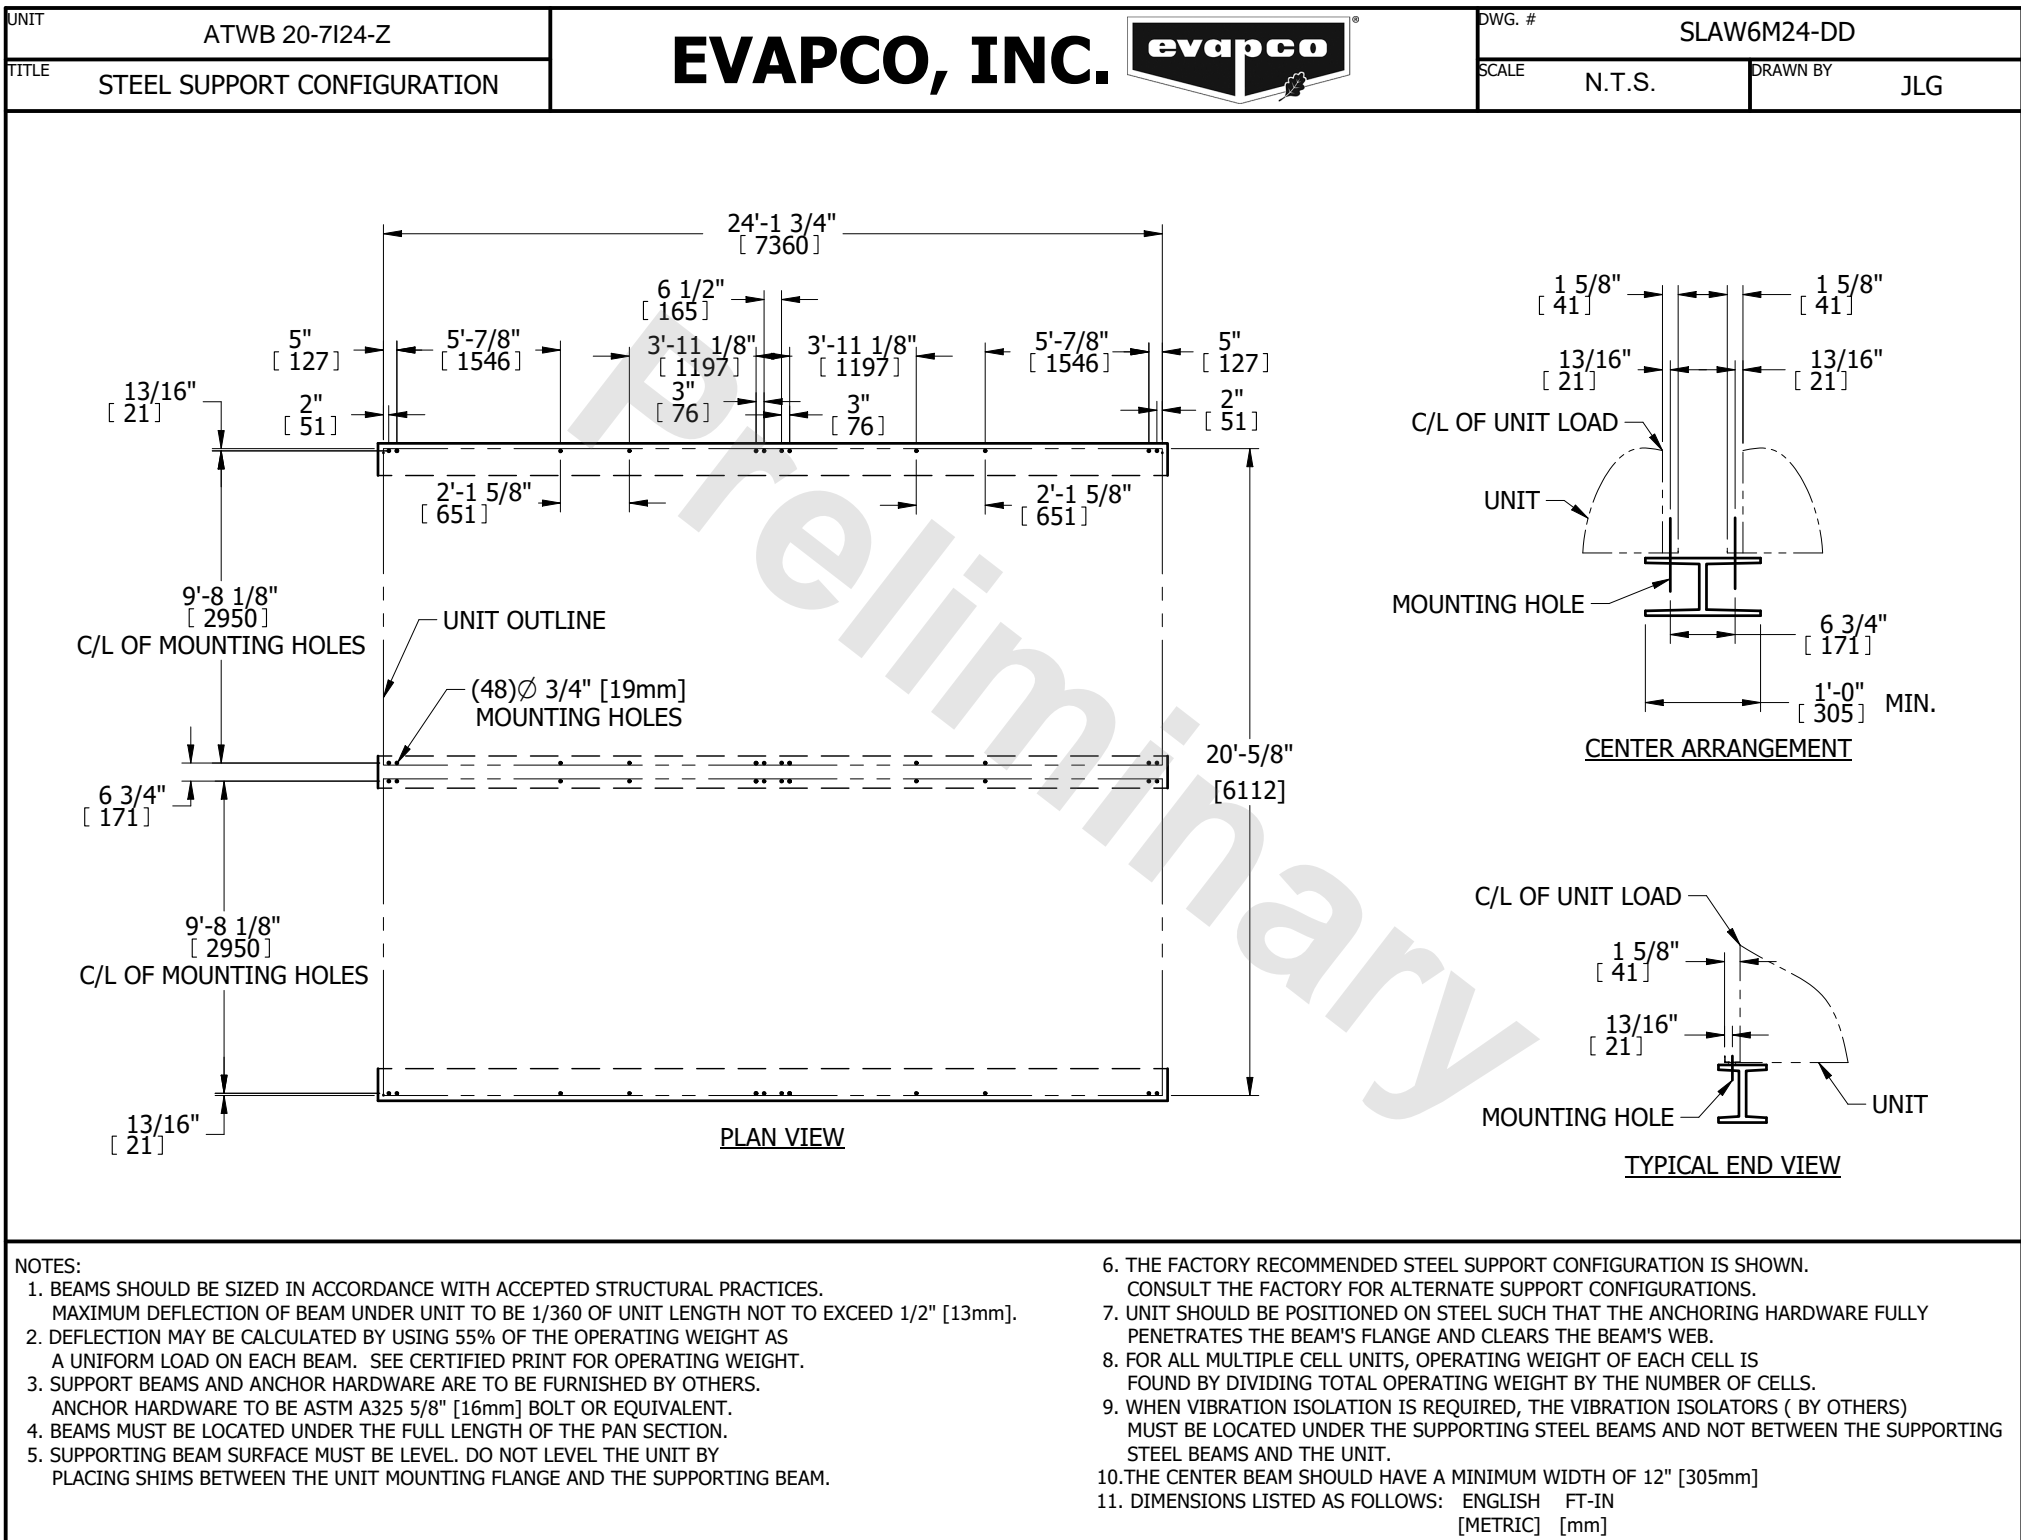 UNIT
ATWB 20-7I24-Z
TITLE
STEEL SUPPORT CONFIGURATION
EVAPCO, INC.
evapco
®
DWG. #
SLAW6M24-DD
SCALE
N.T.S.
DRAWN BY
JLG
24'-1 3/4"
[ 7360]
6 1/2"
[ 165]
5"
[ 127]
5'-7/8"
[ 1546]
3'-11 1/8"
[ 1197]
3'-11 1/8"
[ 1197]
5'-7/8"
[ 1546]
5"
[ 127]
13/16"
[ 21]
2"
[ 51]
3"
[ 76]
3"
[ 76]
2"
[ 51]
2'-1 5/8"
[ 651]
2'-1 5/8"
[ 651]
9'-8 1/8"
[ 2950]
C/L OF MOUNTING HOLES
UNIT OUTLINE
(48)Ø 3/4" [19mm]
MOUNTING HOLES
6 3/4"
[ 171]
20'-5/8"
[6112]
9'-8 1/8"
[ 2950]
C/L OF MOUNTING HOLES
13/16"
[ 21]
PLAN VIEW
Preliminary
1 5/8"
[ 41]
1 5/8"
[ 41]
13/16"
[ 21]
13/16"
[ 21]
C/L OF UNIT LOAD
UNIT
MOUNTING HOLE
6 3/4"
[ 171]
1'-0"
[ 305] MIN.
CENTER ARRANGEMENT
C/L OF UNIT LOAD
1 5/8"
[ 41]
13/16"
[ 21]
MOUNTING HOLE
UNIT
TYPICAL END VIEW
NOTES:
1. BEAMS SHOULD BE SIZED IN ACCORDANCE WITH ACCEPTED STRUCTURAL PRACTICES.
MAXIMUM DEFLECTION OF BEAM UNDER UNIT TO BE 1/360 OF UNIT LENGTH NOT TO EXCEED 1/2" [13mm].
2. DEFLECTION MAY BE CALCULATED BY USING 55% OF THE OPERATING WEIGHT AS
A UNIFORM LOAD ON EACH BEAM. SEE CERTIFIED PRINT FOR OPERATING WEIGHT.
3. SUPPORT BEAMS AND ANCHOR HARDWARE ARE TO BE FURNISHED BY OTHERS.
ANCHOR HARDWARE TO BE ASTM A325 5/8" [16mm] BOLT OR EQUIVALENT.
4. BEAMS MUST BE LOCATED UNDER THE FULL LENGTH OF THE PAN SECTION.
5. SUPPORTING BEAM SURFACE MUST BE LEVEL. DO NOT LEVEL THE UNIT BY
PLACING SHIMS BETWEEN THE UNIT MOUNTING FLANGE AND THE SUPPORTING BEAM.
6. THE FACTORY RECOMMENDED STEEL SUPPORT CONFIGURATION IS SHOWN.
CONSULT THE FACTORY FOR ALTERNATE SUPPORT CONFIGURATIONS.
7. UNIT SHOULD BE POSITIONED ON STEEL SUCH THAT THE ANCHORING HARDWARE FULLY
PENETRATES THE BEAM'S FLANGE AND CLEARS THE BEAM'S WEB.
8. FOR ALL MULTIPLE CELL UNITS, OPERATING WEIGHT OF EACH CELL IS
FOUND BY DIVIDING TOTAL OPERATING WEIGHT BY THE NUMBER OF CELLS.
9. WHEN VIBRATION ISOLATION IS REQUIRED, THE VIBRATION ISOLATORS ( BY OTHERS)
MUST BE LOCATED UNDER THE SUPPORTING STEEL BEAMS AND NOT BETWEEN THE SUPPORTING
STEEL BEAMS AND THE UNIT.
10.THE CENTER BEAM SHOULD HAVE A MINIMUM WIDTH OF 12" [305mm]
11. DIMENSIONS LISTED AS FOLLOWS: ENGLISH FT-IN
[METRIC] [mm]